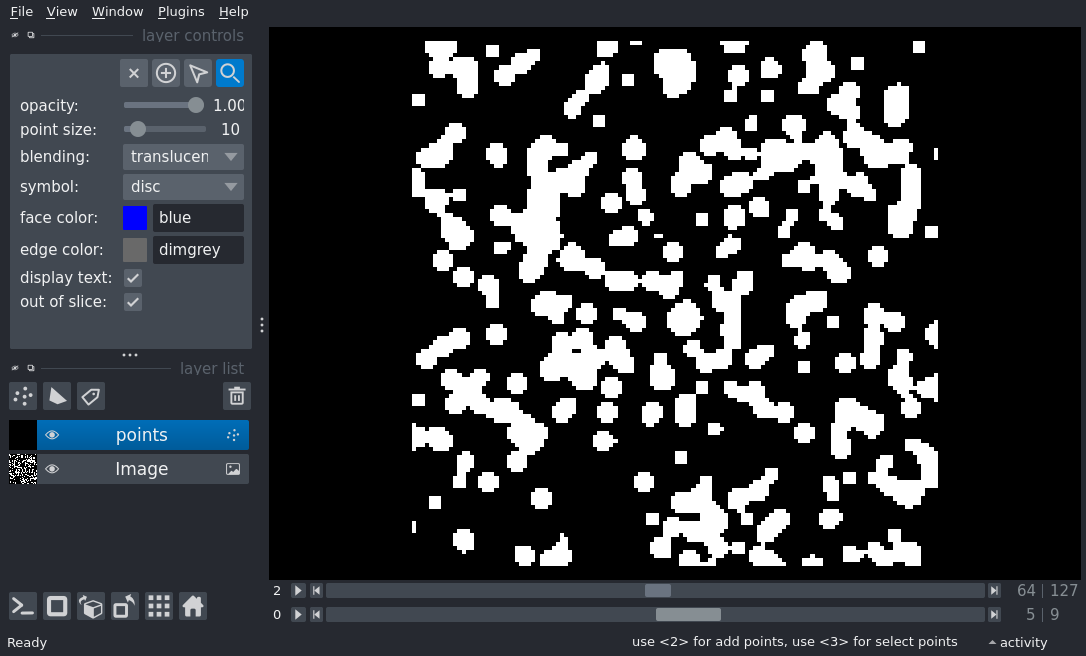 File View Window Plugins Help
layer controls
opacity: 1.00
point size: 10
blending: translucen
symbol: disc
face color: blue
edge color: dimgrey
display text:
out of slice:
layer list
points
Image
2 64 | 127
0 5 | 9
Ready use <2> for add points, use <3> for select points activity